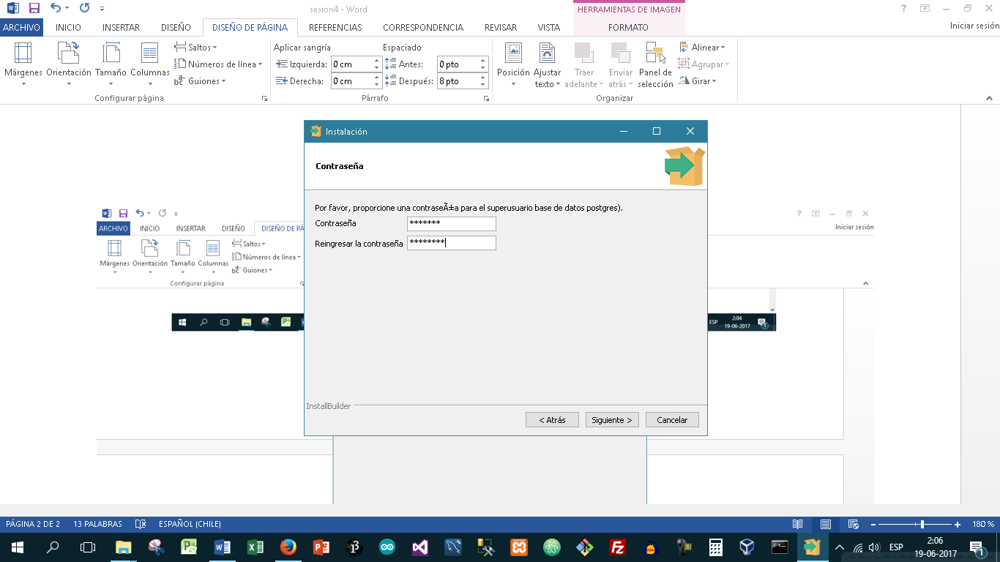 sesion4 - Word
HERRAMIENTAS DE IMAGEN
ARCHIVO INICIO INSERTAR DISEÑO DISEÑO DE PÁGINA REFERENCIAS CORRESPONDENCIA REVISAR VISTA FORMATO Iniciar sesión
Márgenes Orientación Tamaño Columnas
Saltos
Números de línea
Guiones
Configurar página
Aplicar sangría Espaciado
Izquierda: 0 cm Antes: 0 pto
Derecha: 0 cm Después: 8 pto
Párrafo
Posición Ajustar texto Traer adelante Enviar atrás Panel de selección
Alinear
Agrupar
Girar
Organizar
Instalación
Contraseña
Por favor, proporcione una contraseÃ±a para el superusuario base de datos postgres).
Contraseña *******
Reingresar la contraseña ********
InstallBuilder
< Atrás Siguiente > Cancelar
ARCHIVO INICIO INSERTAR DISEÑO DISEÑO DE PÁ Iniciar sesión
Márgenes Orientación Tamaño Columnas
Saltos
Números de línea
Guiones
Configurar página
ESP 2:04
19-06-2017
PÁGINA 2 DE 2 13 PALABRAS ESPAÑOL (CHILE) 180 %
ESP 2:06
19-06-2017